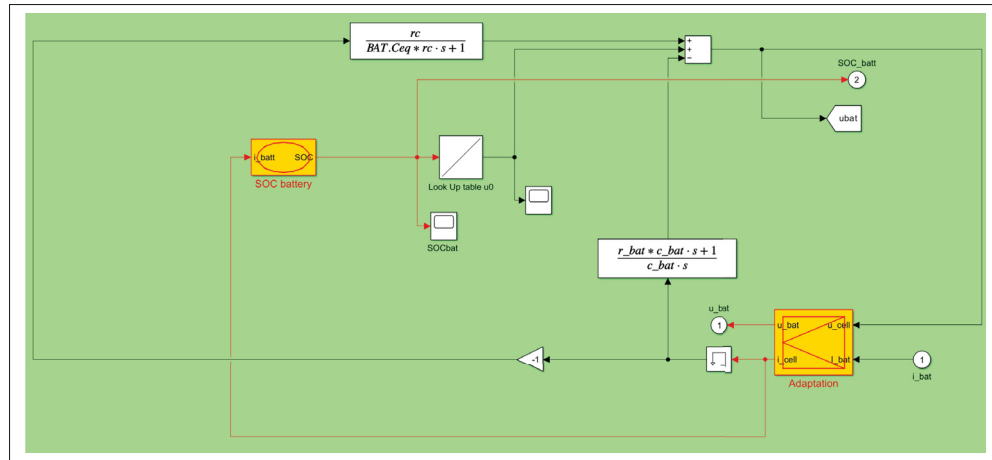 rc
BAT.Ceq * rc · s + 1
+
+
−
SOC_batt
2
ubat
i_batt
SOC
SOC battery
Look Up table u0
SOCbat
r_bat * c_bat · s + 1
c_bat · s
u_bat
1
u_bat
u_cell
i_cell
I_bat
-1
1
i_bat
Adaptation